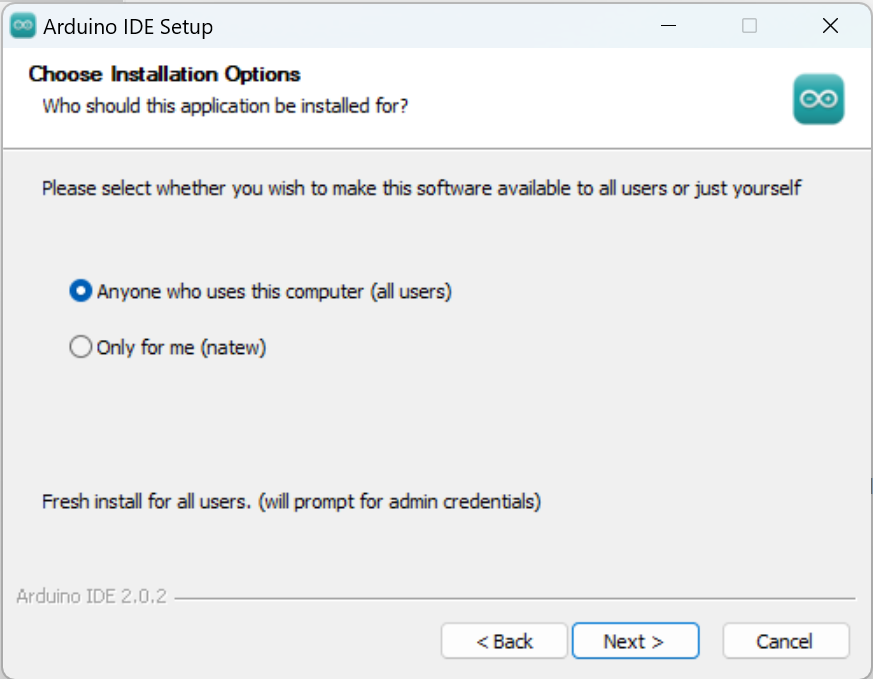 Arduino IDE Setup
Choose Installation Options
Who should this application be installed for?
Please select whether you wish to make this software available to all users or just yourself
Anyone who uses this computer (all users)
Only for me (natew)
Fresh install for all users. (will prompt for admin credentials)
Arduino IDE 2.0.2
< Back
Next >
Cancel